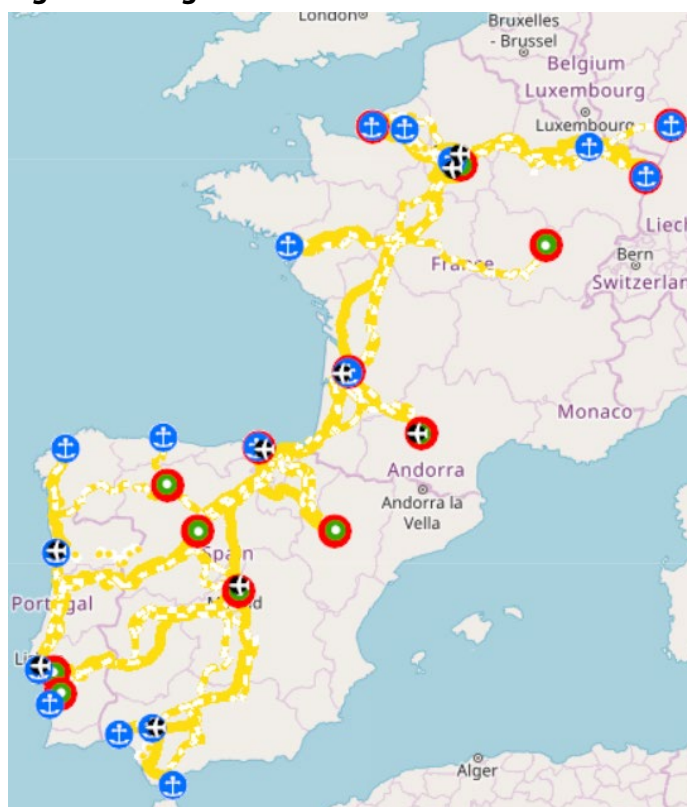 London
Bruxelles
- Brussel
Belgium
Luxembourg
Luxembourg
Liech
Bern
France
Switzerlan
Monaco
Andorra
Andorra la
Vella
Spain
Portugal
Alger